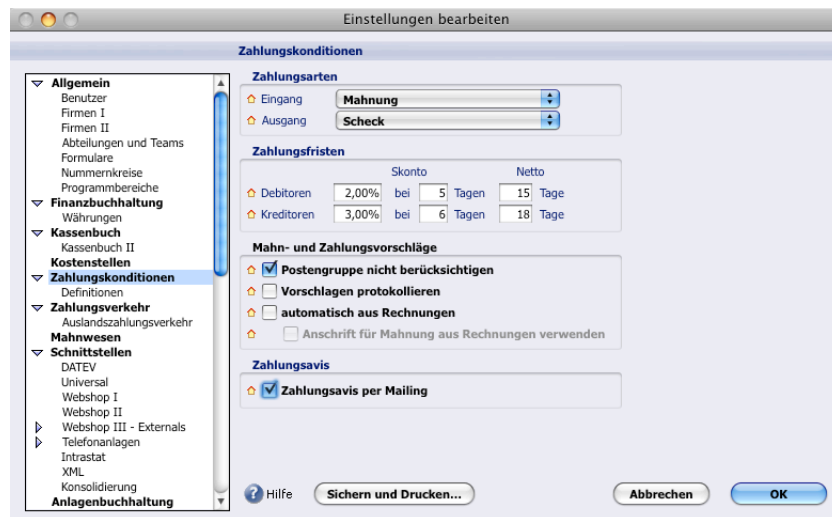 Einstellungen bearbeiten
Zahlungskonditionen
Allgemein
Benutzer
Firmen I
Firmen II
Abteilungen und Teams
Formulare
Nummernkreise
Programmbereiche
Finanzbuchhaltung
Währungen
Kassenbuch
Kassenbuch II
Kostenstellen
Zahlungskonditionen
Definitionen
Zahlungsverkehr
Auslandszahlungsverkehr
Mahnwesen
Schnittstellen
DATEV
Universal
Webshop I
Webshop II
Webshop III - Externals
Telefonanlagen
Intrastat
XML
Konsolidierung
Anlagenbuchhaltung
Zahlungsarten
Eingang Mahnung
Ausgang Scheck
Zahlungsfristen
Skonto Netto
Debitoren 2,00% bei 5 Tagen 15 Tage
Kreditoren 3,00% bei 6 Tagen 18 Tage
Mahn- und Zahlungsvorschläge
Postengruppe nicht berücksichtigen
Vorschlagen protokollieren
automatisch aus Rechnungen
Anschrift für Mahnung aus Rechnungen verwenden
Zahlungsavis
Zahlungsavis per Mailing
? Hilfe Sichern und Drucken... Abbrechen OK